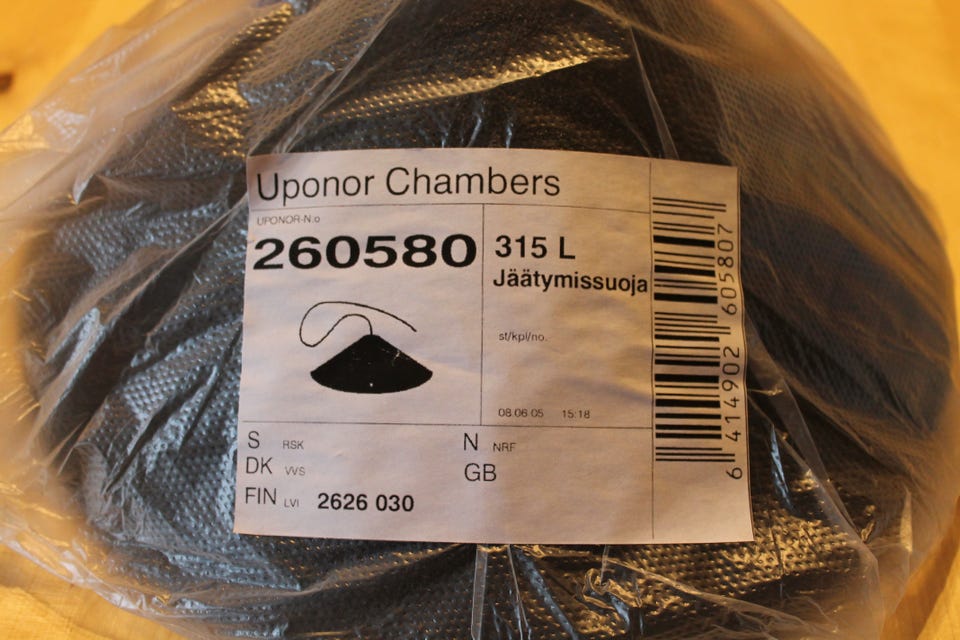 Uponor Chambers
UPONOR-N.o
260580
315 L
Jäätymissuoja
st/kpl/no.
08.06.05 15:18
S RSK
DK VVS
FIN LVI 2626 030
N NRF
GB
6 414902 605807